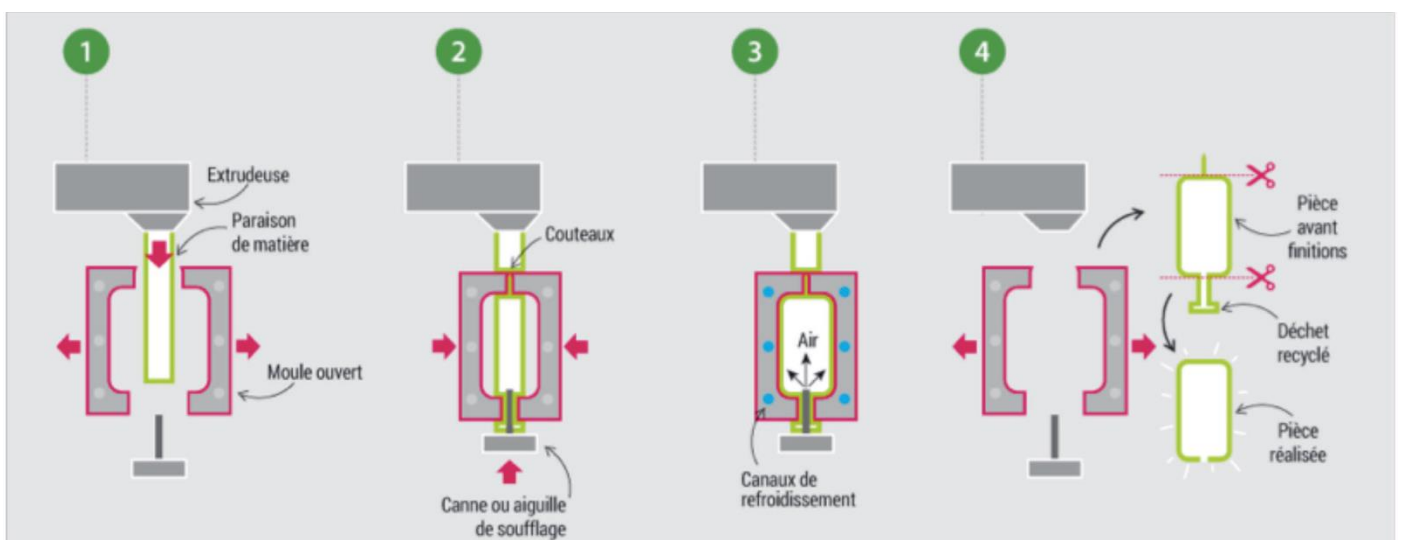 1
2
3
4
Extrudeuse
Paraison
de matière
Moule ouvert
Couteaux
Canne ou aiguille
de soufflage
Air
Canaux de
refroidissement
Pièce
avant
finitions
Déchet
recyclé
Pièce
réalisée